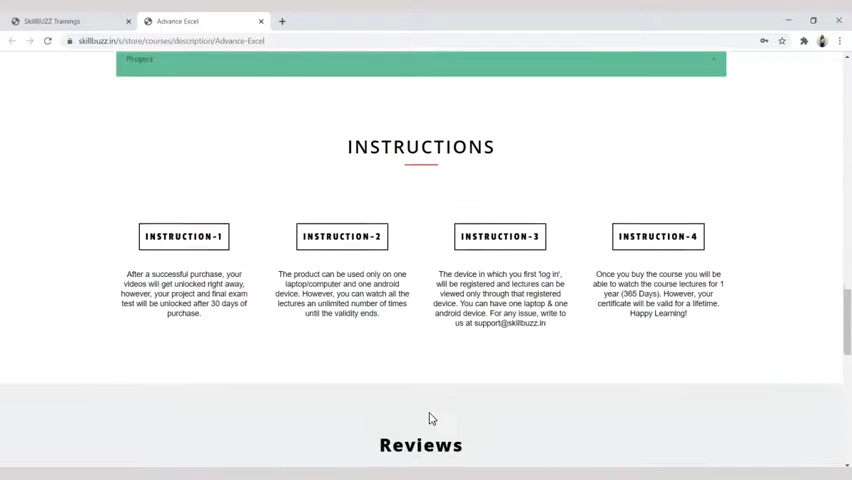 SkillBUZZ Trainings
Advance Excel
skillbuzz.in/s/store/courses/description/Advance-Excel
Project
INSTRUCTIONS
INSTRUCTION-1
After a successful purchase, your
videos will get unlocked right away,
however, your project and final exam
test will be unlocked after 30 days of
purchase.
INSTRUCTION-2
The product can be used only on one
laptop/computer and one android
device. However, you can watch all the
lectures an unlimited number of times
until the validity ends.
INSTRUCTION-3
The device in which you first 'log in',
will be registered and lectures can be
viewed only through that registered
device. You can have one laptop & one
android device. For any issue, write to
us at support@skillbuzz.in
INSTRUCTION-4
Once you buy the course you will be
able to watch the course lectures for 1
year (365 Days), However, your
certificate will be valid for a lifetime.
Happy Learning!
Reviews